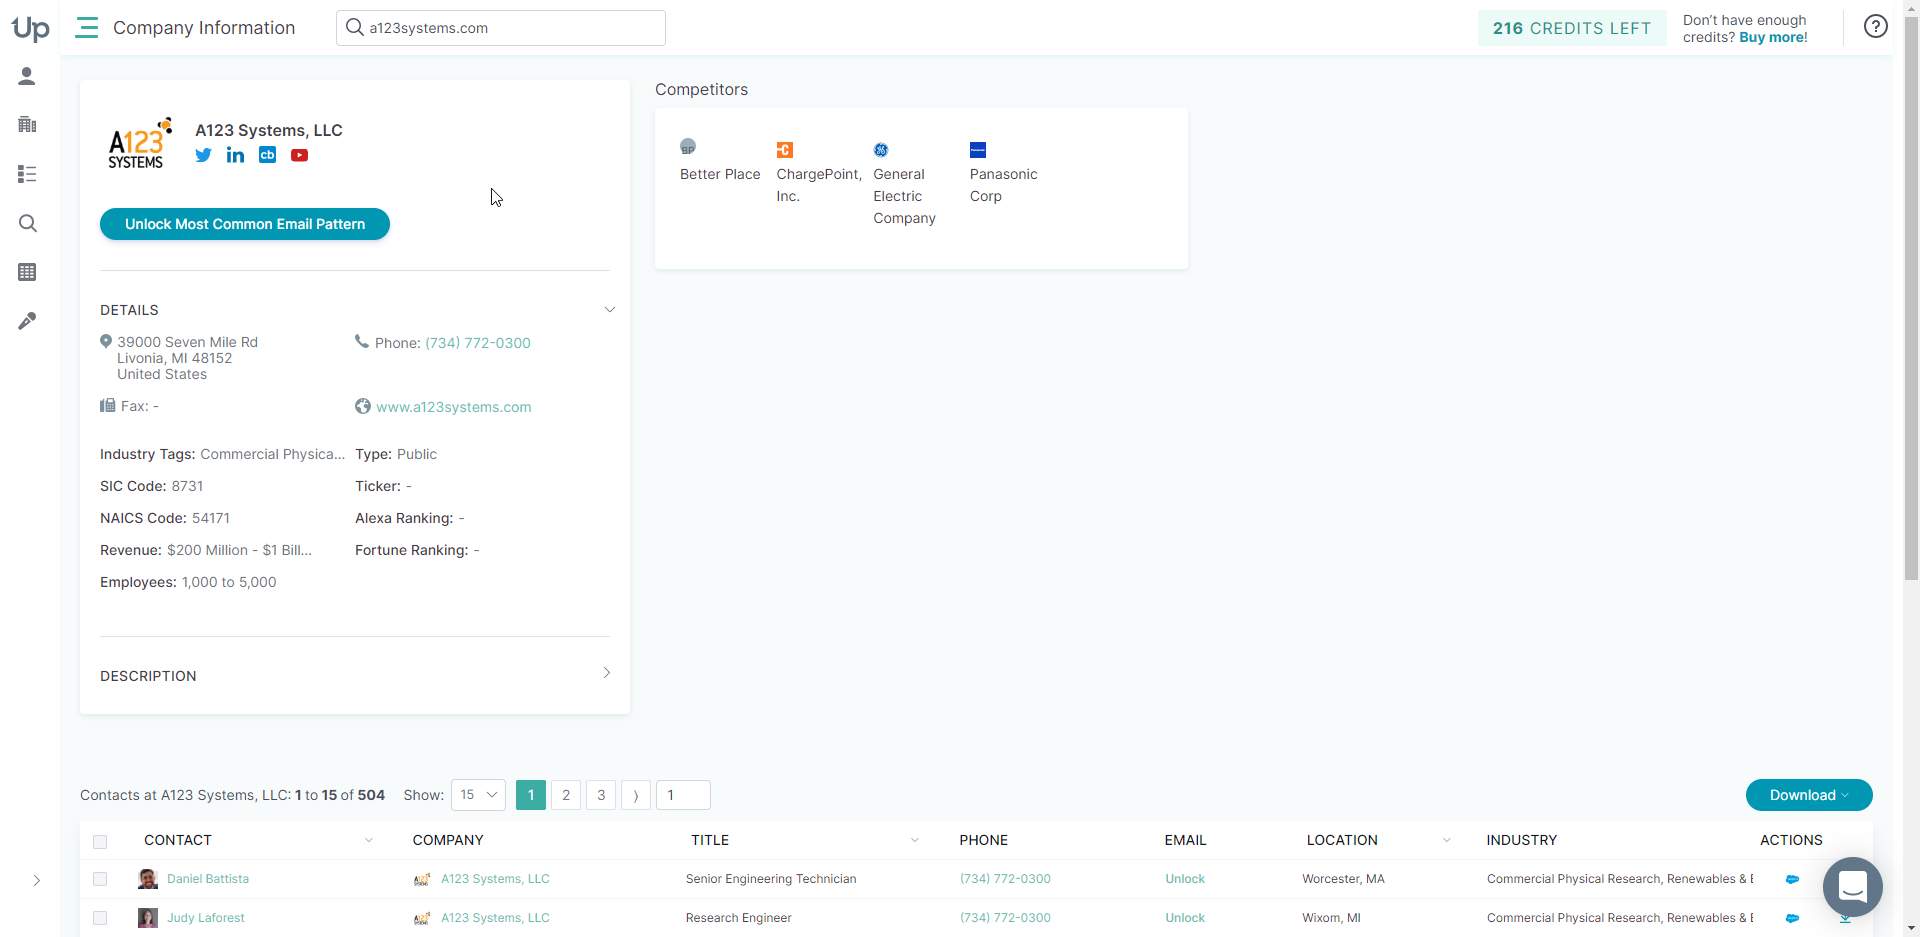 Up
Company Information
a123systems.com
216 CREDITS LEFT
Don't have enough
credits? Buy more!
A123
SYSTEMS
A123 Systems, LLC
Unlock Most Common Email Pattern
DETAILS
39000 Seven Mile Rd
Livonia, MI 48152
United States
Phone: (734) 772-0300
Fax: -
www.a123systems.com
Industry Tags: Commercial Physica...
Type: Public
SIC Code: 8731
Ticker: -
NAICS Code: 54171
Alexa Ranking: -
Revenue: $200 Million - $1 Bill...
Fortune Ranking: -
Employees: 1,000 to 5,000
DESCRIPTION
Competitors
BP
Better Place
ChargePoint,
Inc.
General
Electric
Company
Panasonic
Corp
Contacts at A123 Systems, LLC: 1 to 15 of 504
Show: 15
1 2 3 ⟩ 1
Download
CONTACT COMPANY TITLE PHONE EMAIL LOCATION INDUSTRY ACTIONS
Daniel Battista A123 Systems, LLC Senior Engineering Technician (734) 772-0300 Unlock Worcester, MA Commercial Physical Research, Renewables & E
Judy Laforest A123 Systems, LLC Research Engineer (734) 772-0300 Unlock Wixom, MI Commercial Physical Research, Renewables & E